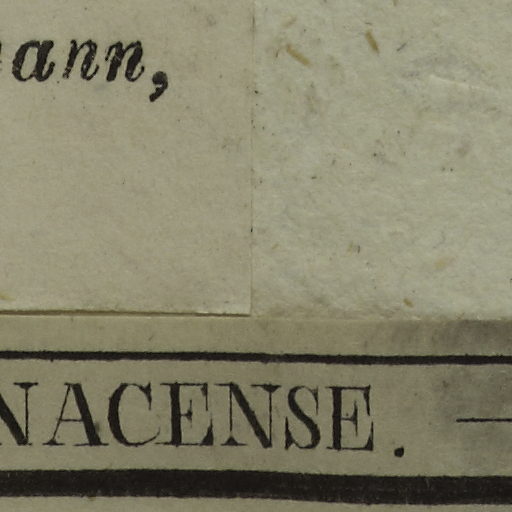 ann,
NACENSE. —